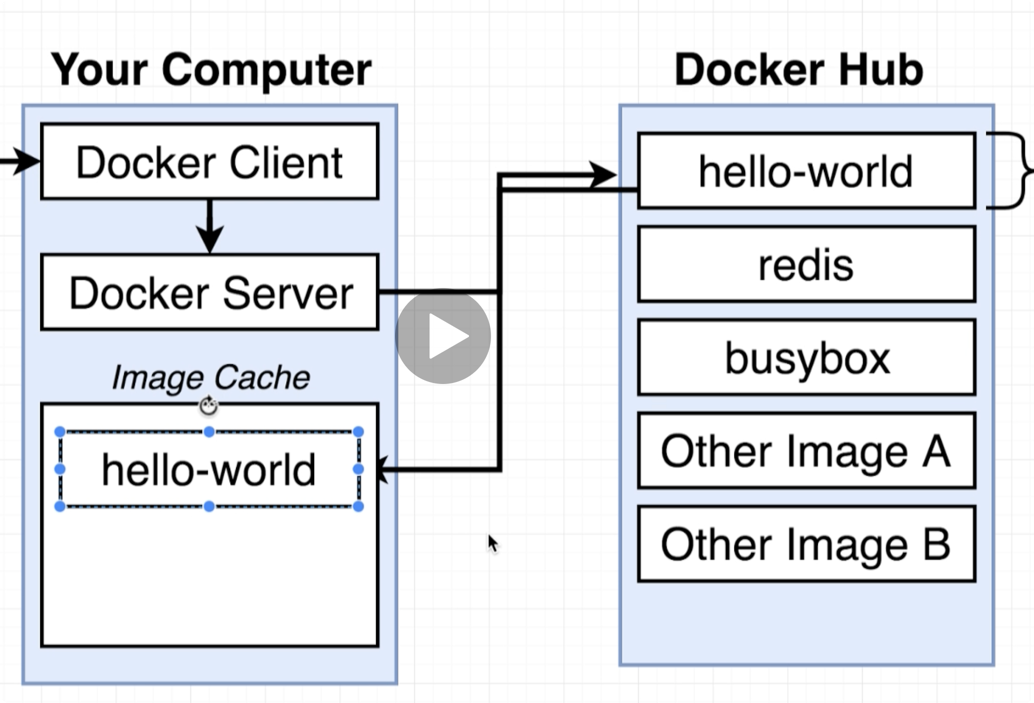 Your Computer
Docker Client
Docker Server
Image Cache
hello-world
Docker Hub
hello-world
redis
busybox
Other Image A
Other Image B